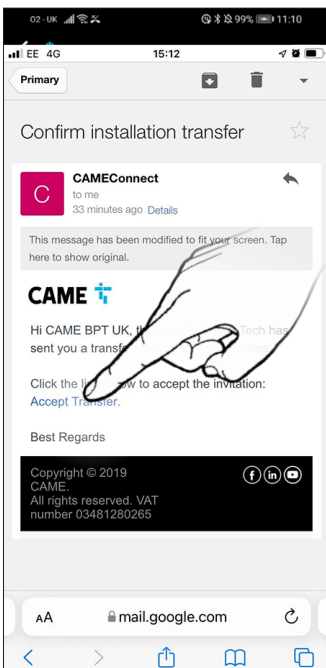 O2 - UK 99% 11:10
EE 4G 15:12
Primary
Confirm installation transfer
C
CAMEConnect
to me
33 minutes ago Details
This message has been modified to fit your screen. Tap
here to show original.
CAME
Hi CAME BPT UK, Tech has
sent you a
Click the to accept the invitation:
Accept Transfer.
Best Regards
Copyright © 2019
CAME.
All rights reserved. VAT
number 03481280265
f in
AA mail.google.com